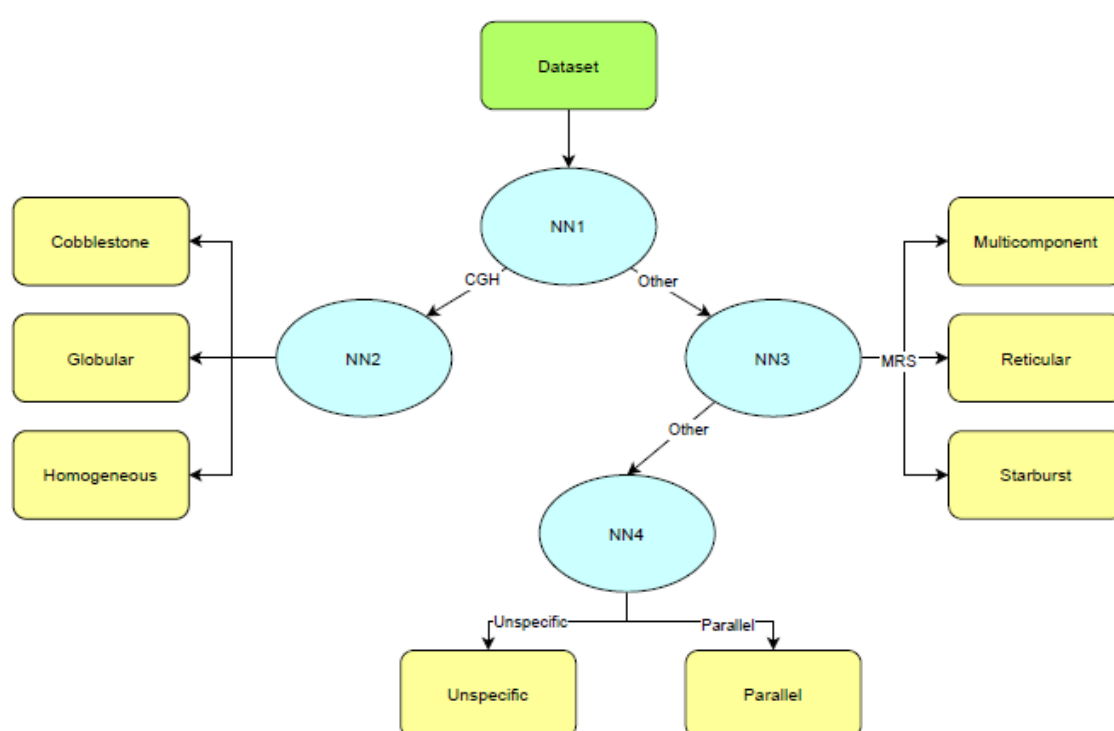 Dataset
NN1
Cobblestone
Multicomponent
CGH
Other
Globular
NN2
NN3
MRS
Reticular
Other
Homogeneous
Starburst
NN4
Unspecific
Parallel
Unspecific
Parallel